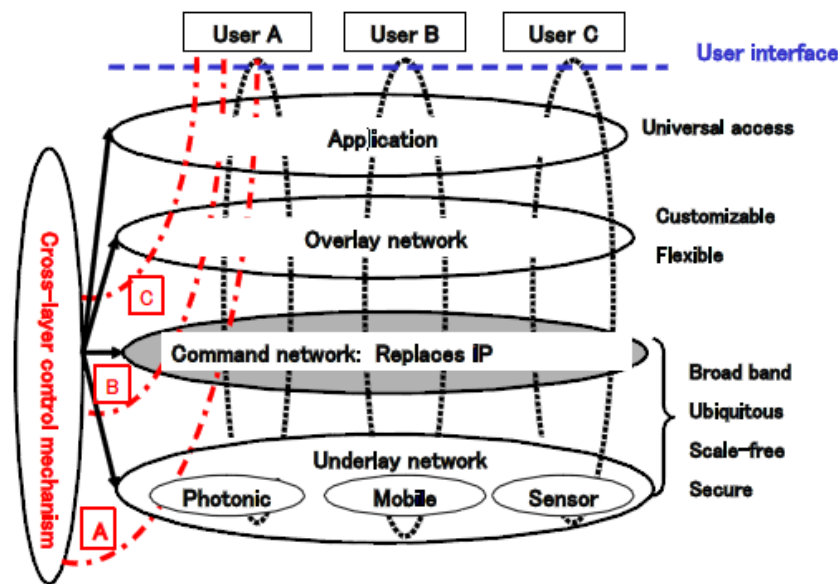 User A
User B
User C
User interface
Application
Universal access
Overlay network
Customizable
Flexible
Cross-layer control mechanism
C
Command network: Replaces IP
B
Broad band
Ubiquitous
Scale-free
Secure
Underlay network
Photonic
Mobile
Sensor
A